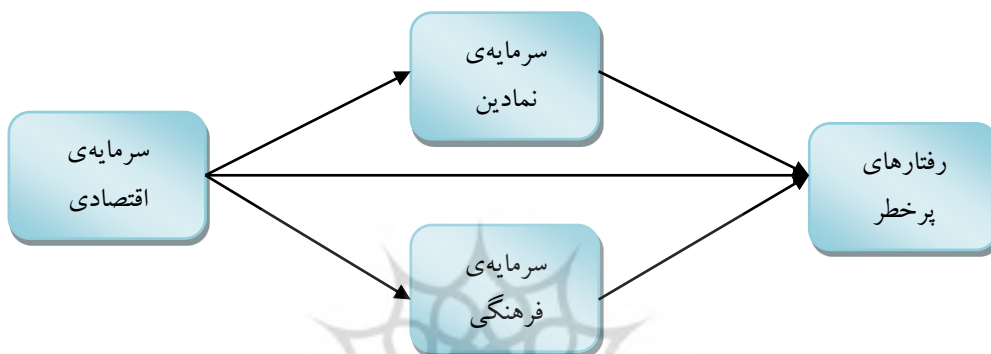 سرمایه‌ی
نمادین
سرمایه‌ی
اقتصادی
رفتارهای
پرخطر
سرمایه‌ی
فرهنگی